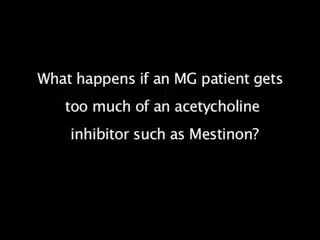 What happens if an MG patient gets
too much of an acetycholine
inhibitor such as Mestinon?